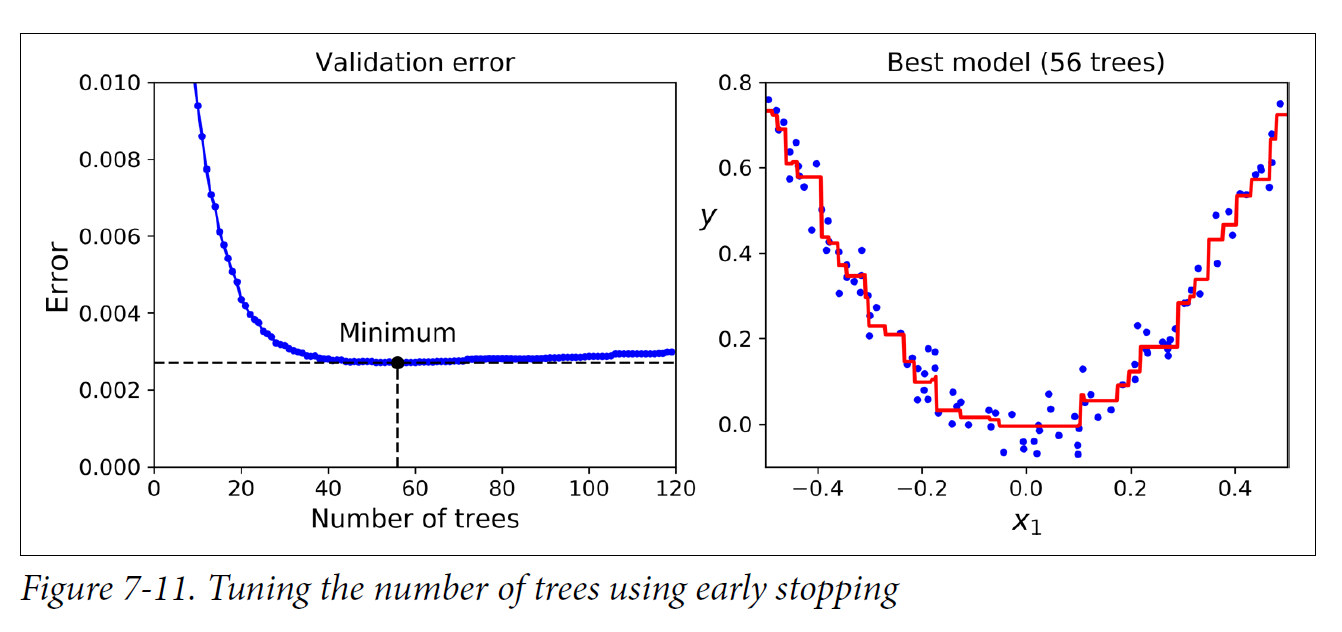 Validation error
0.010
0.008
0.006
0.004
0.002
0.000
Error
Minimum
0 20 40 60 80 100 120
Number of trees
Best model (56 trees)
0.8
0.6
0.4
0.2
0.0
y
−0.4 −0.2 0.0 0.2 0.4
x1
Figure 7-11. Tuning the number of trees using early stopping